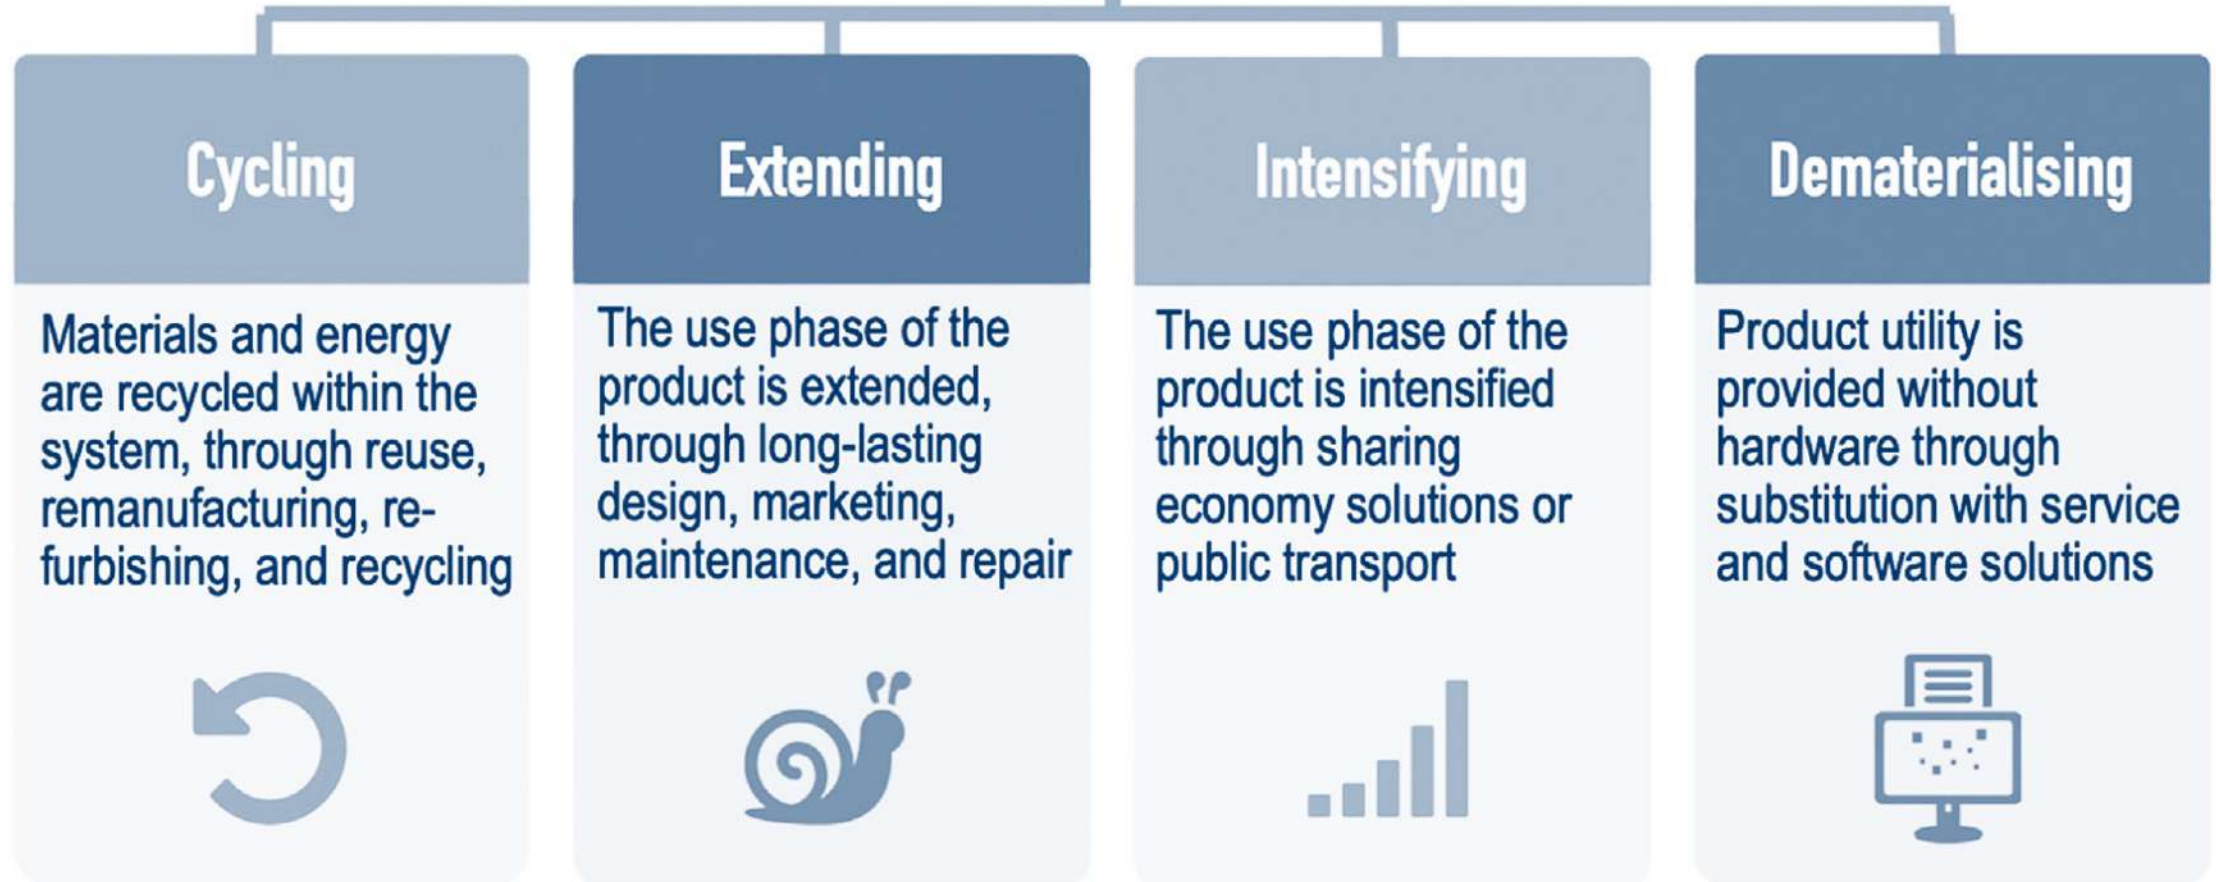 Cycling
Materials and energy
are recycled within the
system, through reuse,
remanufacturing, re-
furbishing, and recycling
Extending
The use phase of the
product is extended,
through long-lasting
design, marketing,
maintenance, and repair
Intensifying
The use phase of the
product is intensified
through sharing
economy solutions or
public transport
Dematerialising
Product utility is
provided without
hardware through
substitution with service
and software solutions